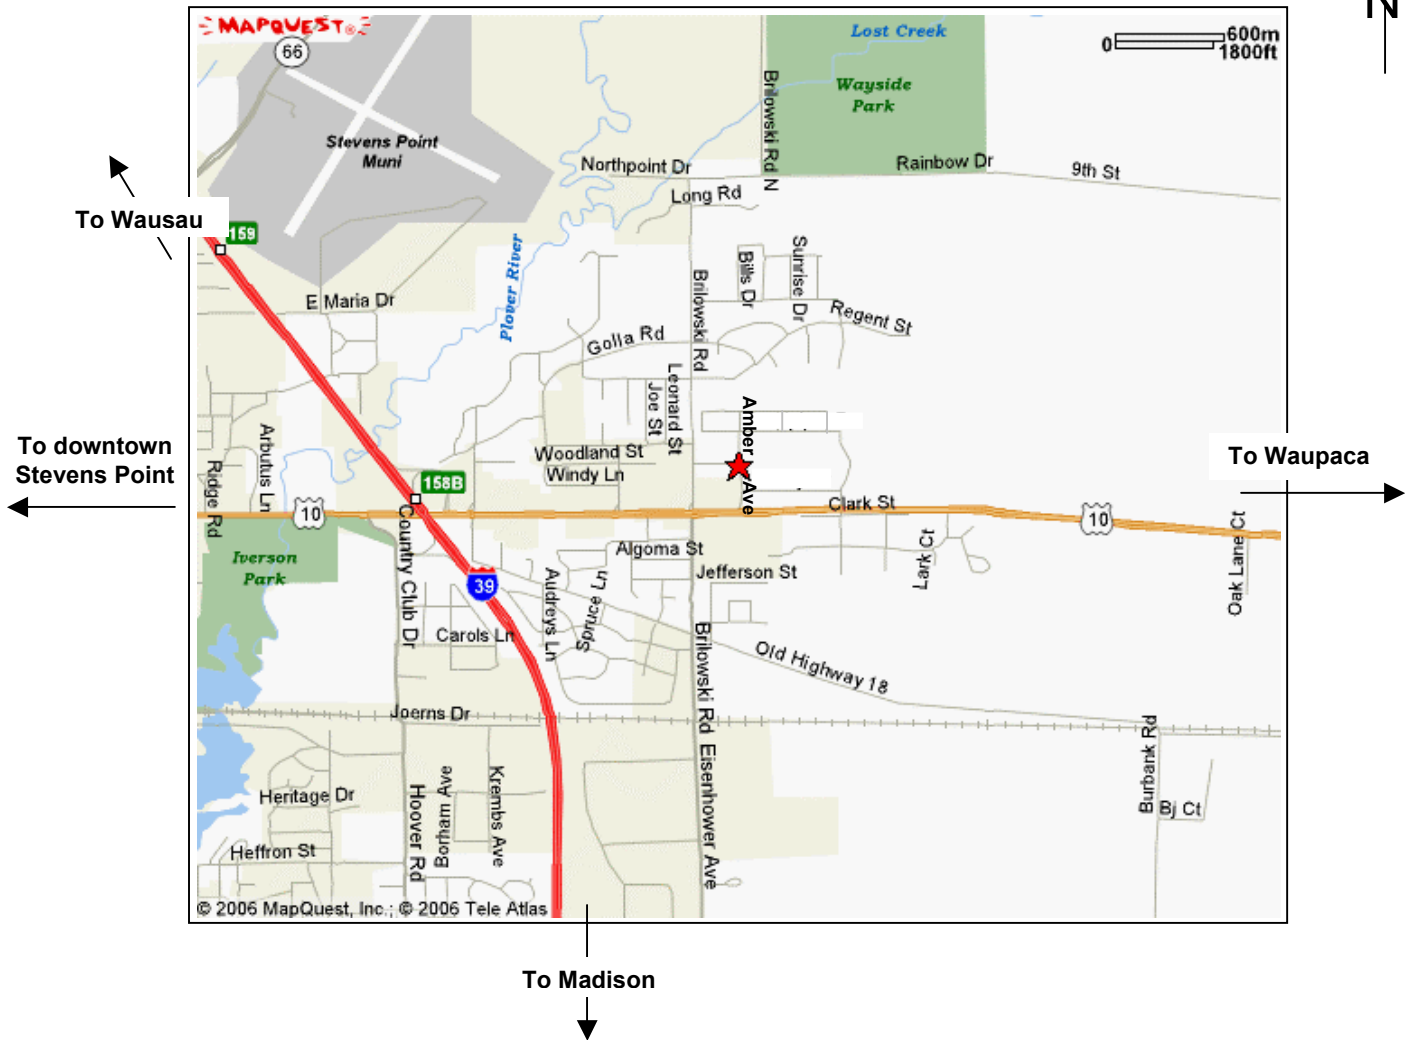 N
MAPQUEST®
66
Lost Creek
0
600m
1800ft
Wayside
Park
Brilowski Rd N
Stevens Point
Muni
Northpoint Dr
Rainbow Dr
9th St
Long Rd
To Wausau
159
Plover River
Bills Dr
Sunrise Dr
Brilowski Rd
E Maria Dr
Regent St
Golla Rd
Leonard St
Joe St
Amber Ave
To downtown
Stevens Point
Arbutus Ln
Ridge Rd
Woodland St
Windy Ln
To Waupaca
158B
10
Clark St
10
Country Club Dr
Iverson
Park
Algoma St
Jefferson St
Lark Ct
Oak Lane Ct
39
Audreys Ln
Spruce Ln
Carols Ln
Brilowski Rd
Old Highway 18
Joerns Dr
Burbank Rd
Eisenhower Ave
Heritage Dr
Hoover Rd
Borham Ave
Krembs Ave
Bj Ct
Heffron St
© 2006 MapQuest, Inc.; © 2006 Tele Atlas
To Madison